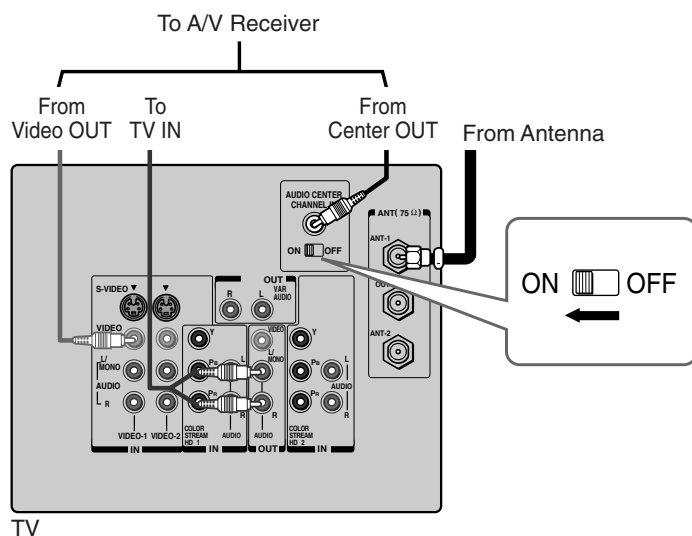 To A/V Receiver
From
Video OUT
To
TV IN
From
Center OUT
From Antenna
AUDIO CENTER
CHANNEL IN
ON OFF
ANT( 75 Ω )
ANT-1
OUT
ANT-2
ON OFF
S-VIDEO
OUT
VAR
AUDIO
R L
VIDEO
L/
MONO
AUDIO
L R
VIDEO-1 VIDEO-2
IN
Y
PB
PR
L
R
COLOR
STREAM
HD 1
AUDIO
IN
VIDEO
L/
MONO
R
AUDIO
OUT
Y
PB
PR
L
AUDIO
R
COLOR
STREAM
HD 2
IN
TV